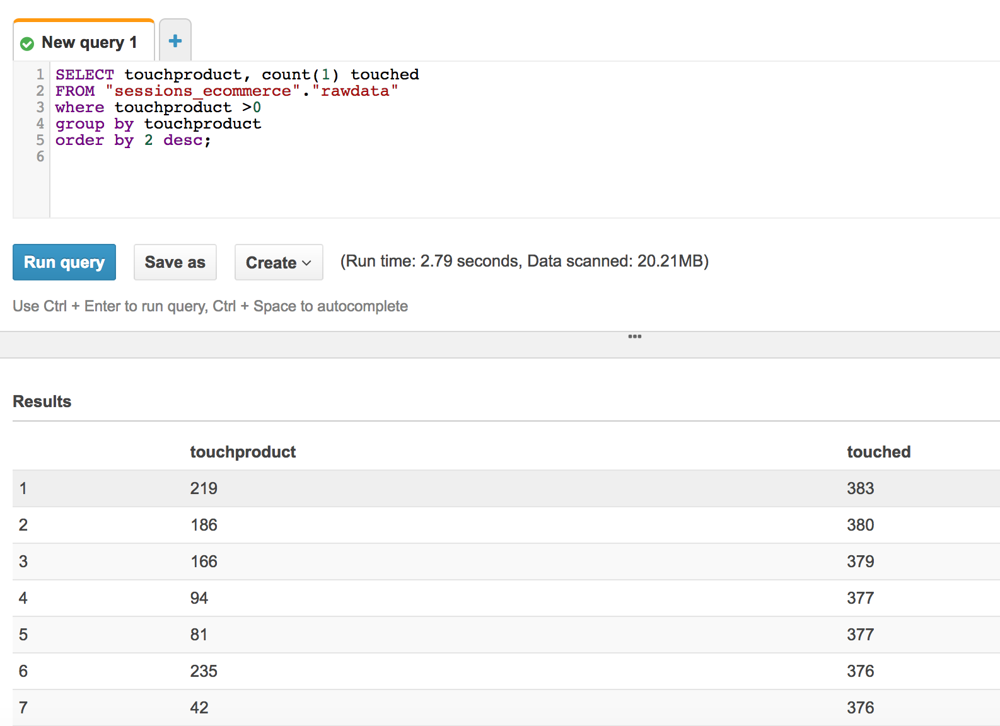 New query 1
+
1 SELECT touchproduct, count(1) touched
2 FROM "sessions_ecommerce"."rawdata"
3 where touchproduct >0
4 group by touchproduct
5 order by 2 desc;
6
Run query Save as Create (Run time: 2.79 seconds, Data scanned: 20.21MB)
Use Ctrl + Enter to run query, Ctrl + Space to autocomplete
Results
touchproduct touched
1 219 383
2 186 380
3 166 379
4 94 377
5 81 377
6 235 376
7 42 376